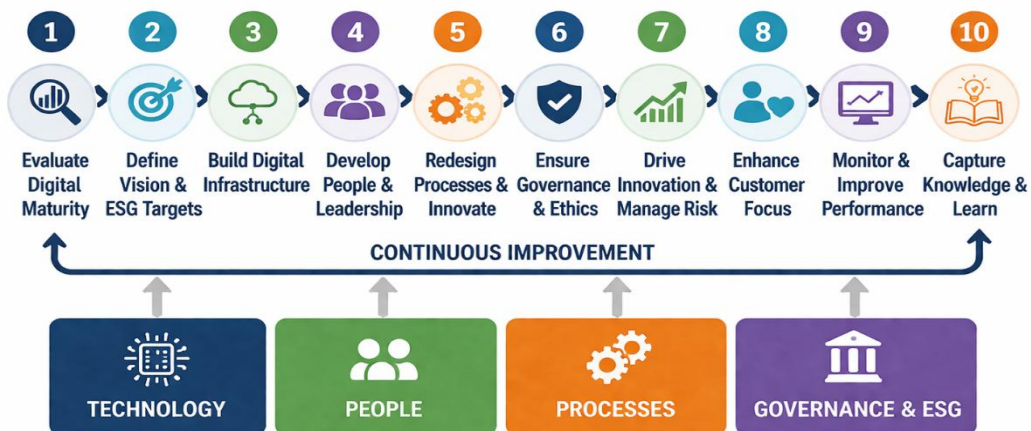 1 2 3 4 5 6 7 8 9 10
Evaluate
Digital
Maturity
Define
Vision &
ESG Targets
Build Digital
Infrastructure
Develop
People &
Leadership
Redesign
Processes &
Innovate
Ensure
Governance
& Ethics
Drive
Innovation &
Manage Risk
Enhance
Customer
Focus
Monitor &
Improve
Performance
Capture
Knowledge &
Learn
CONTINUOUS IMPROVEMENT
TECHNOLOGY
PEOPLE
PROCESSES
GOVERNANCE & ESG